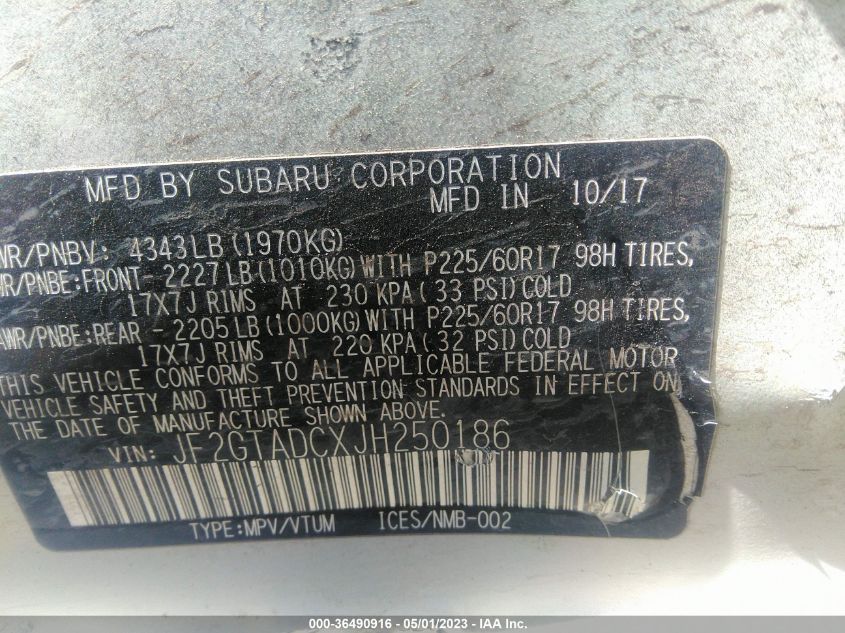 MFD BY SUBARU CORPORATION
MFD IN 10/17
WR/PNBV: 4343LB(1970KG)
WR/PNBE:FRONT-2227LB(1010KG)WITH P225/60R17 98H TIRES,
17X7J RIMS AT 230 KPA(33 PSI)COLD
AWR/PNBE:REAR -2205LB(1000KG)WITH P225/60R17 98H TIRES,
17X7J RIMS AT 220 KPA(32 PSI)COLD
THIS VEHICLE CONFORMS TO ALL APPLICABLE FEDERAL MOTOR
VEHICLE SAFETY AND THEFT PREVENTION STANDARDS IN EFFECT ON
THE DATE OF MANUFACTURE SHOWN ABOVE.
VIN: JF2GTADCXJH250186
TYPE:MPV/VTUM ICES/NMB-002
000-36490916 - 05/01/2023 - IAA Inc.